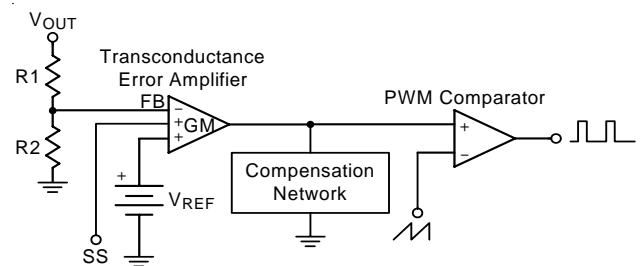 VOUT
R1
Transconductance
Error Amplifier
FB
−
+
GM
+
R2
PWM Comparator
+
−
Compensation
Network
+
VREF
SS